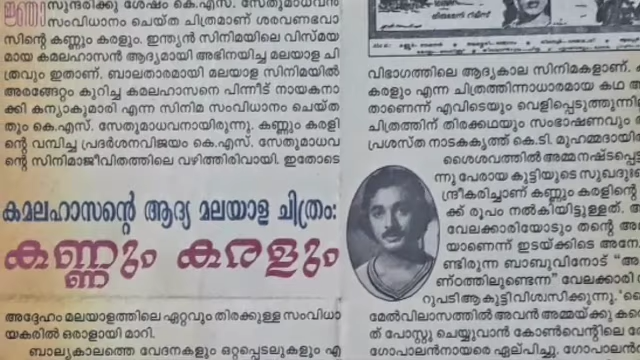 ഞാനസുന്ദരിക്കു ശേഷം കെ.എസ്. സേതുമാധവൻ
സംവിധാനം ചെയ്ത ചിത്രമാണ് ശരവണഭവാ
സിന്റെ കണ്ണും കരളും. ഇന്ത്യൻ സിനിമയിലെ വിസ്മയ
മായ കമലഹാസൻ ആദ്യമായി അഭിനയിച്ച മലയാള ചി
ത്രവും ഇതാണ്. ബാലതാരമായി മലയാള സിനിമയിൽ
അരങ്ങേറ്റം കുറിച്ച കമലഹാസനെ പിന്നീട് നായകനാ
ക്കി കന്യാകുമാരി എന്ന സിനിമ സംവിധാനം ചെയ്ത
തും കെ.എസ്. സേതുമാധവനായിരുന്നു. കണ്ണും കരളി
ന്റെ വമ്പിച്ച പ്രദർശനവിജയം കെ.എസ്. സേതുമാധവ
ന്റെ സിനിമാജീവിതത്തിലെ വഴിത്തിരിവായി. ഇതോടെ
കമലഹാസന്റെ ആദ്യ മലയാള ചിത്രം:
കണ്ണും കരളും
അദ്ദേഹം മലയാളത്തിലെ ഏറ്റവും തിരക്കുള്ള സംവിധാ
യകരിൽ ഒരാളായി മാറി.
ബാല്യകാലത്തെ വേദനകളും ഒറ്റപ്പെടലുകളും എ
വിഭാഗത്തിലെ ആദ്യകാല സിനിമകളാണ്.
കരളും എന്ന ചിത്രത്തിന്നാധാരമായ കഥ
താണെന്ന് എവിടെയും വെളിപ്പെടുത്തുന്നി
ചിത്രത്തിന് തിരക്കഥയും സംഭാഷണവും
പ്രശസ്ത നാടകകൃത്ത് കെ.ടി. മുഹമ്മദായി
ശൈശവത്തിൽ അമ്മനഷ്ടപ്പെ
ന്നു പേരായ കുട്ടിയുടെ സുഖദുഃ
ന്ദ്രീകരിച്ചാണ് കണ്ണും കരളിന്റെ
ക്ക് രൂപം നൽകിയിട്ടുള്ളത്.
വേലക്കാരിയോടും തന്റെ
യാണെന്ന് ഇടയ്ക്കിടെ
ണ്ടിരുന്ന ബാബുവിനോട് "അ
ണ്ഠത്തിലുണ്ടെന്ന" വേലക്കാരി
റുപടി ആ കുട്ടി വിശ്വസിക്കുന്നു.
മേൽവിലാസത്തിൽ അവൻ അമ്മയ്ക്കു
ത് പോസ്റ്റു ചെയ്യുവാൻ കോൺവെന്റിലെ
ഗോപാലൻനായരെ ഏല്പിച്ചു. ഗോപാലൻ